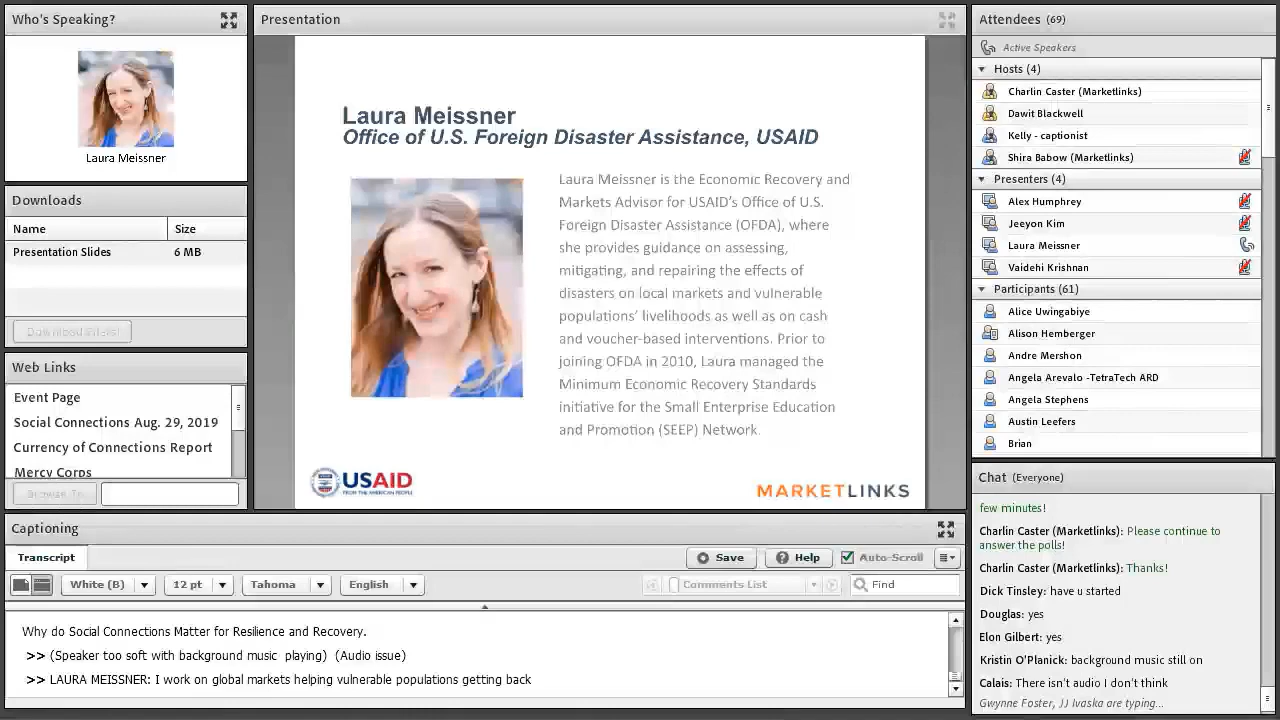 Who's Speaking?
Laura Meissner
Downloads
Name Size
Presentation Slides 6 MB
Download File(s)
Web Links
Event Page
Social Connections Aug. 29, 2019
Currency of Connections Report
Mercy Corps
Browse To
Presentation
Laura Meissner
Office of U.S. Foreign Disaster Assistance, USAID
Laura Meissner is the Economic Recovery and
Markets Advisor for USAID's Office of U.S.
Foreign Disaster Assistance (OFDA), where
she provides guidance on assessing,
mitigating, and repairing the effects of
disasters on local markets and vulnerable
populations' livelihoods as well as on cash
and voucher-based interventions. Prior to
joining OFDA in 2010, Laura managed the
Minimum Economic Recovery Standards
initiative for the Small Enterprise Education
and Promotion (SEEP) Network.
USAID
FROM THE AMERICAN PEOPLE
MARKETLINKS
Captioning
Transcript
Save
Help
Auto-Scroll
White (B)
12 pt
Tahoma
English
Comments List
Find
Why do Social Connections Matter for Resilience and Recovery.
>> (Speaker too soft with background music playing) (Audio issue)
>> LAURA MEISSNER: I work on global markets helping vulnerable populations getting back
Attendees (69)
Active Speakers
Hosts (4)
Charlin Caster (Marketlinks)
Dawit Blackwell
Kelly - captionist
Shira Babow (Marketlinks)
Presenters (4)
Alex Humphrey
Jeeyon Kim
Laura Meissner
Vaidehi Krishnan
Participants (61)
Alice Uwingabiye
Alison Hemberger
Andre Mershon
Angela Arevalo -TetraTech ARD
Angela Stephens
Austin Leefers
Brian
Chat (Everyone)
few minutes!
Charlin Caster (Marketlinks): Please continue to
answer the polls!
Charlin Caster (Marketlinks): Thanks!
Dick Tinsley: have u started
Douglas: yes
Elon Gilbert: yes
Kristin O'Planick: background music still on
Calais: There isn't audio I don't think
Gwynne Foster, JJ Ivaska are typing...